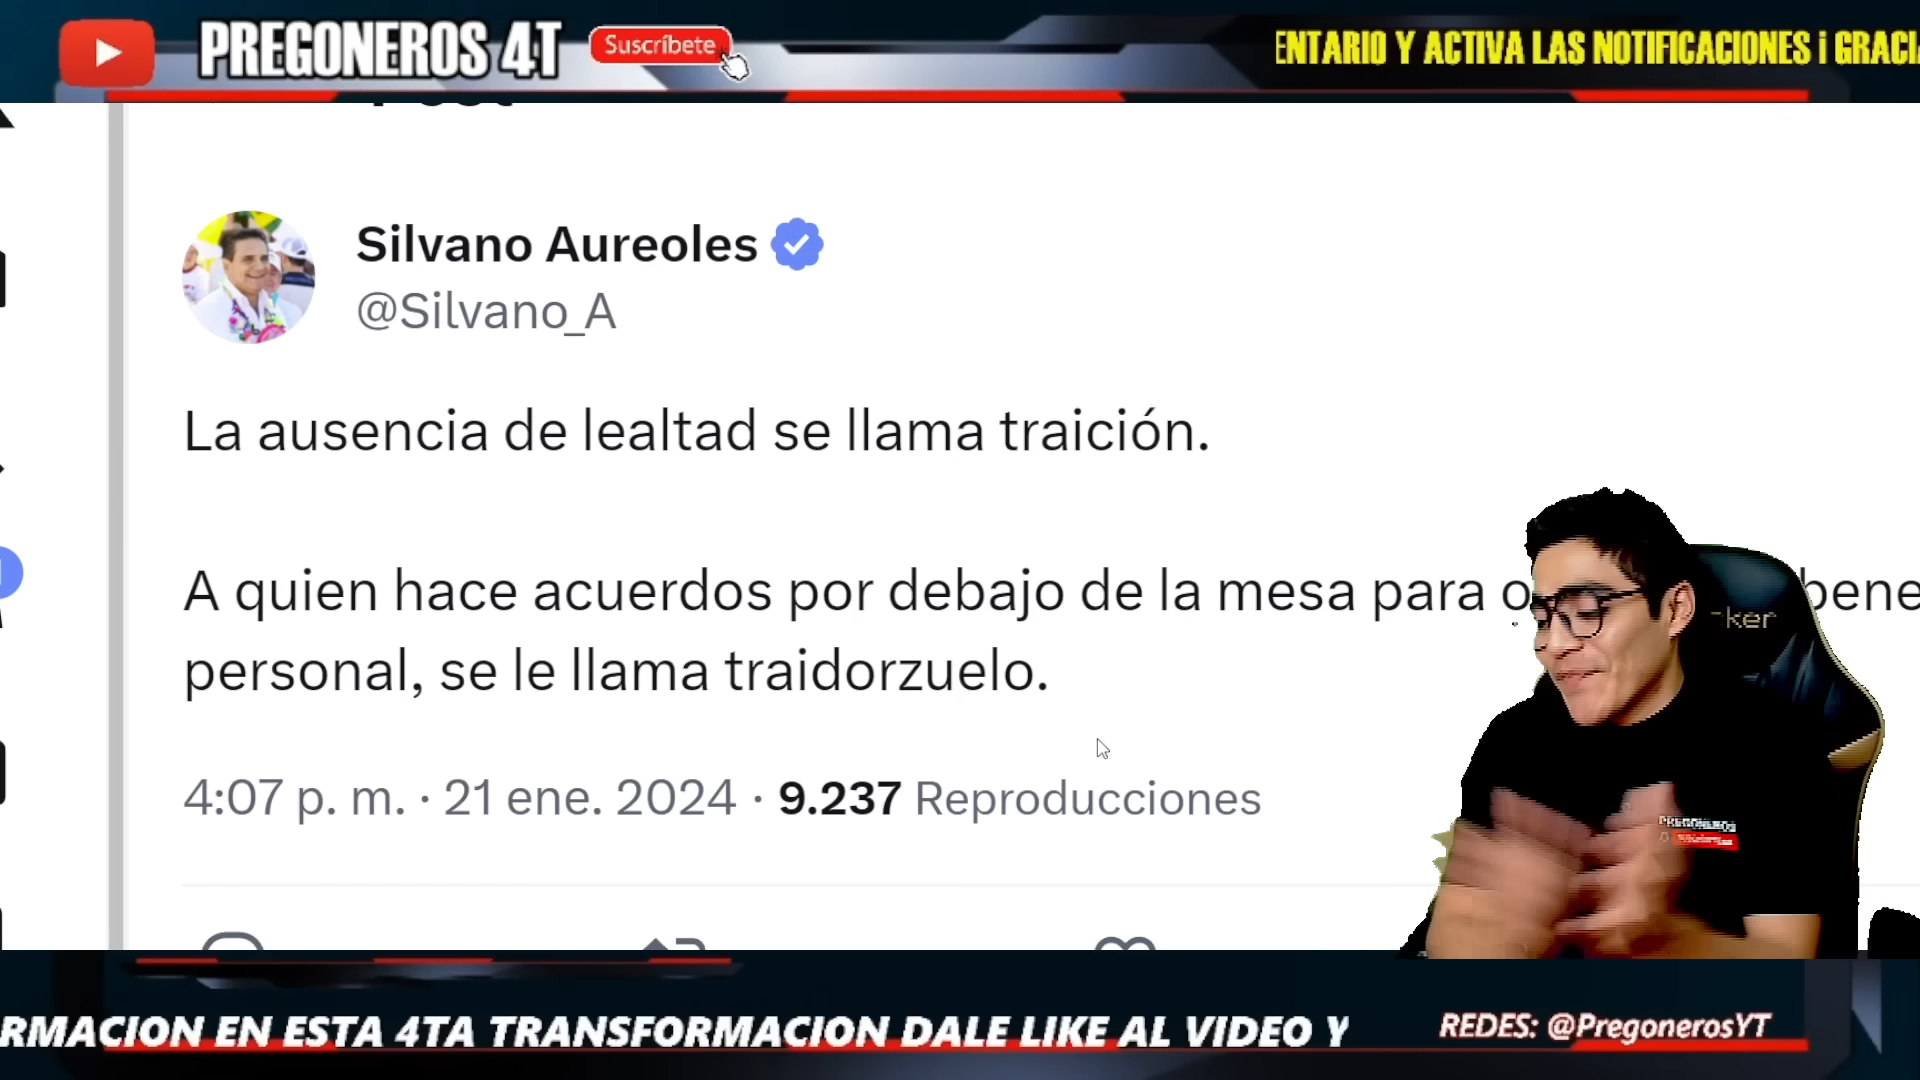 PREGONEROS 4T
Suscríbete
ENTARIO Y ACTIVA LAS NOTIFICACIONES ¡ GRACI
Silvano Aureoles
@Silvano_A
La ausencia de lealtad se llama traición.
A quien hace acuerdos por debajo de la mesa para o bene
personal, se le llama traidorzuelo.
4:07 p. m. · 21 ene. 2024 · 9.237 Reproducciones
-ker
PREGONEROS
RMACION EN ESTA 4TA TRANSFORMACION DALE LIKE AL VIDEO Y
REDES: @PregonerosYT